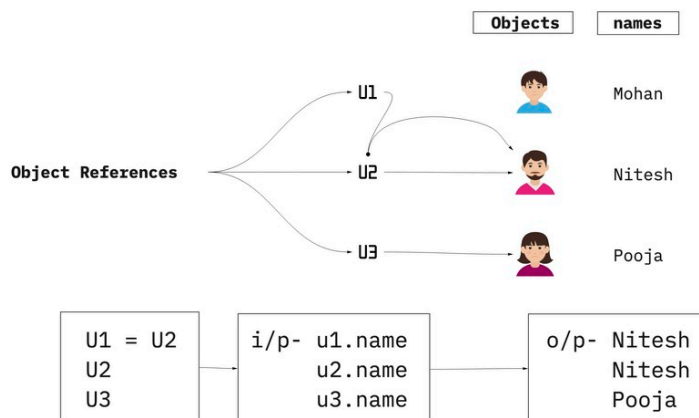 Objects names
U1 Mohan
Object References U2 Nitesh
U3 Pooja
U1 = U2
U2
U3
i/p- u1.name
u2.name
u3.name
o/p- Nitesh
Nitesh
Pooja